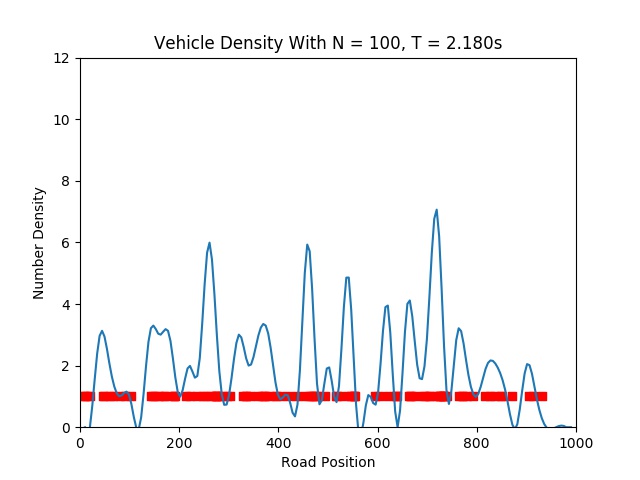 Vehicle Density With N = 100, T = 2.180s
12
10
8
6
4
2
0
Number Density
0 200 400 600 800 1000
Road Position